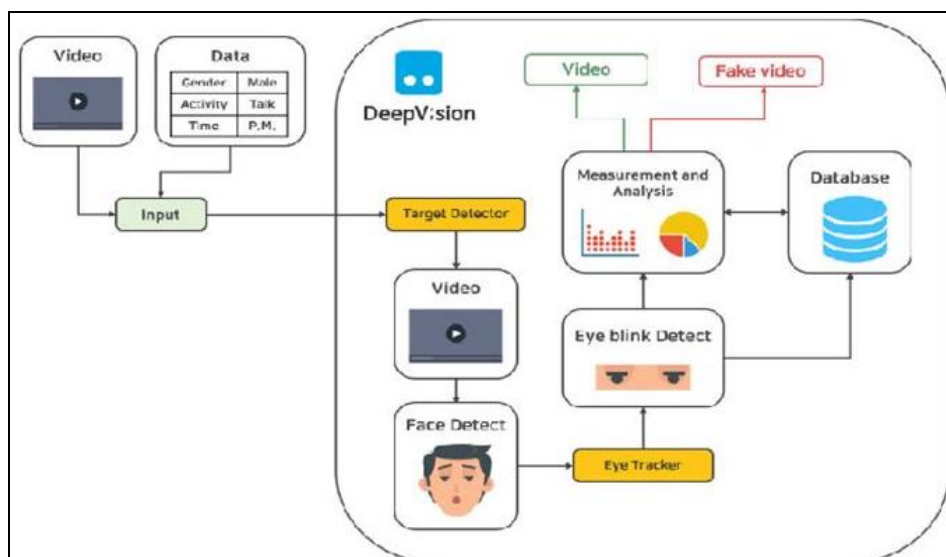 Video
Data
Gender Male
Activity Talk
Time P.M.
Input
DeepV:sion
Video
Fake video
Measurement and
Analysis
Database
Target Detector
Video
Eye blink Detect
Face Detect
Eye Tracker